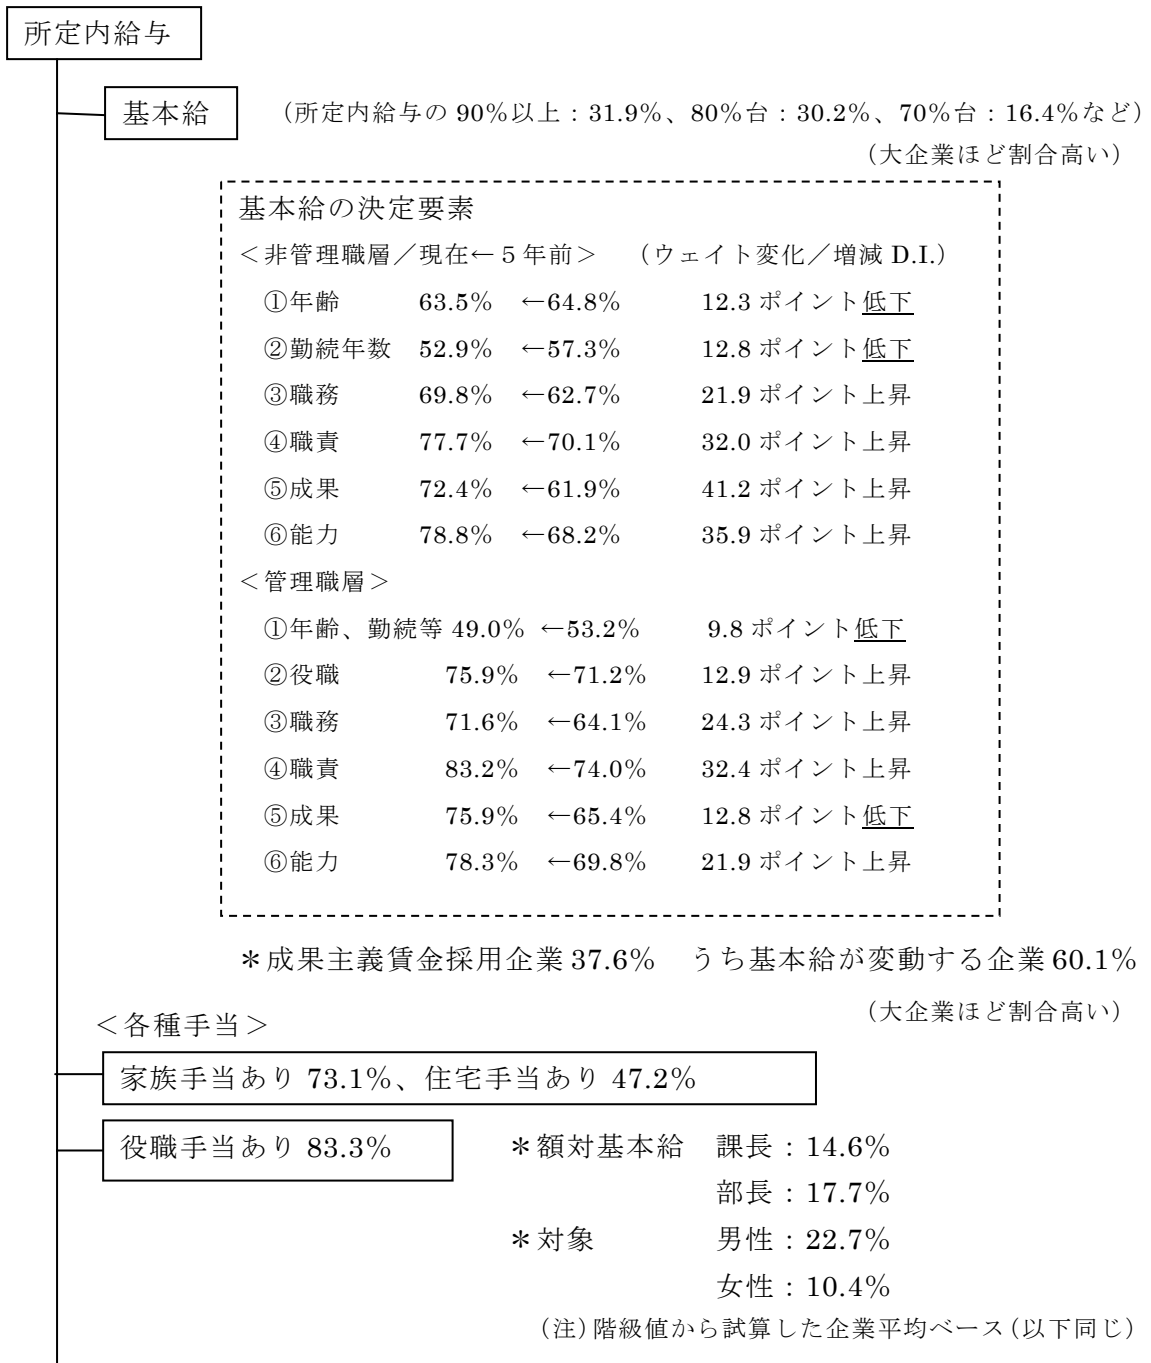 所定内給与
基本給 (所定内給与の 90%以上：31.9%、80%台：30.2%、70%台：16.4%など)
(大企業ほど割合高い)
基本給の決定要素
＜非管理職層／現在←５年前＞ (ウェイト変化／増減 D.I.)
①年齢 63.5% ←64.8% 12.3 ポイント低下
②勤続年数 52.9% ←57.3% 12.8 ポイント低下
③職務 69.8% ←62.7% 21.9 ポイント上昇
④職責 77.7% ←70.1% 32.0 ポイント上昇
⑤成果 72.4% ←61.9% 41.2 ポイント上昇
⑥能力 78.8% ←68.2% 35.9 ポイント上昇
＜管理職層＞
①年齢、勤続等 49.0% ←53.2% 9.8 ポイント低下
②役職 75.9% ←71.2% 12.9 ポイント上昇
③職務 71.6% ←64.1% 24.3 ポイント上昇
④職責 83.2% ←74.0% 32.4 ポイント上昇
⑤成果 75.9% ←65.4% 12.8 ポイント低下
⑥能力 78.3% ←69.8% 21.9 ポイント上昇
＊成果主義賃金採用企業 37.6% うち基本給が変動する企業 60.1%
(大企業ほど割合高い)
＜各種手当＞
家族手当あり 73.1%、住宅手当あり 47.2%
役職手当あり 83.3% ＊額対基本給 課長：14.6%
部長：17.7%
＊対象 男性：22.7%
女性：10.4%
(注)階級値から試算した企業平均ベース(以下同じ)